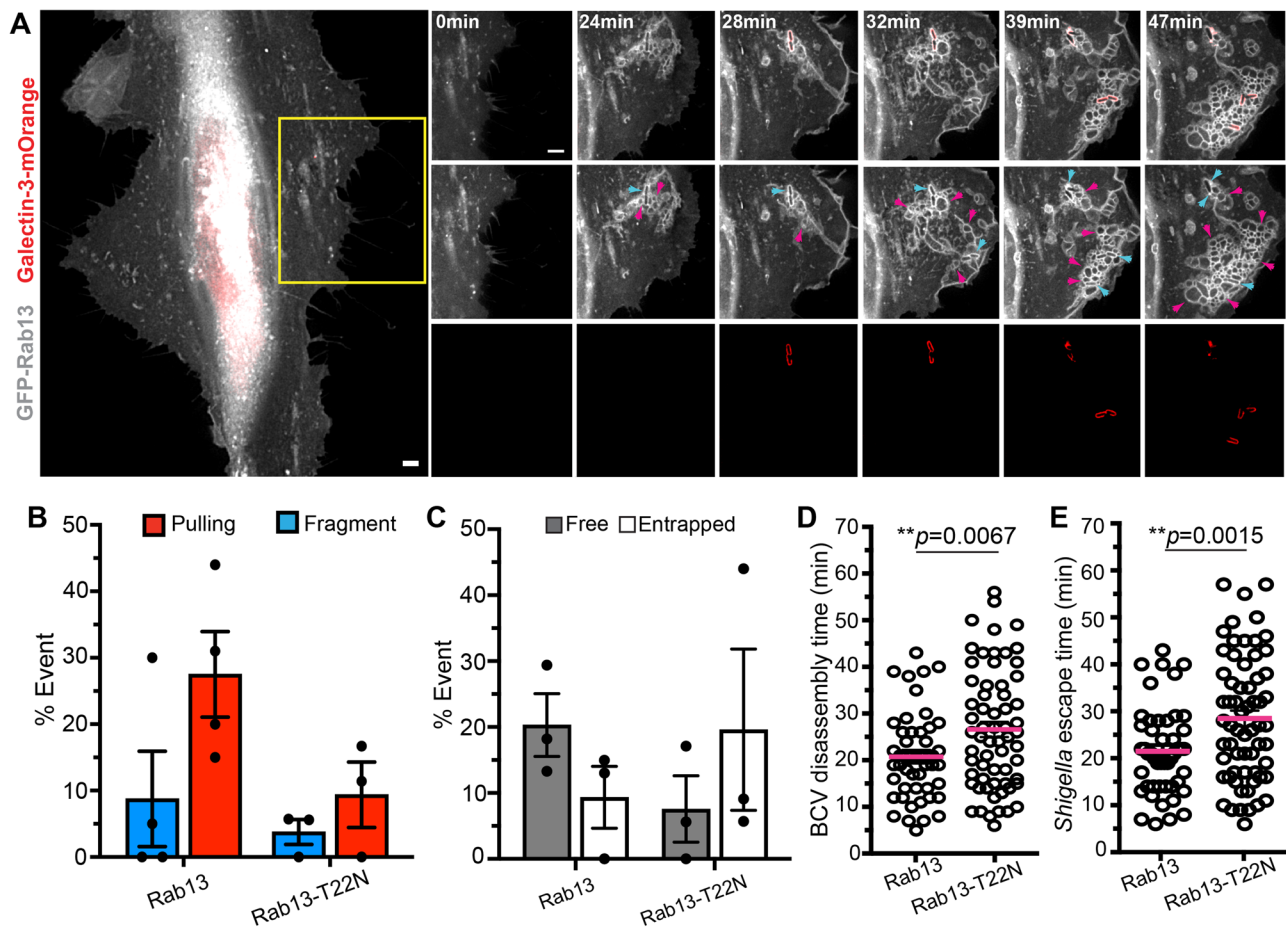 A
Galectin-3-mOrange
GFP-Rab13
0min
24min
28min
32min
39min
47min
B
Pulling
Fragment
% Event
50
40
30
20
10
0
Rab13
Rab13-T22N
C
Free
Entrapped
% Event
50
40
30
20
10
0
Rab13
Rab13-T22N
D
**p=0.0067
BCV disassembly time (min)
70
60
50
40
30
20
10
0
Rab13
Rab13-T22N
E
**p=0.0015
Shigella escape time (min)
70
60
50
40
30
20
10
0
Rab13
Rab13-T22N